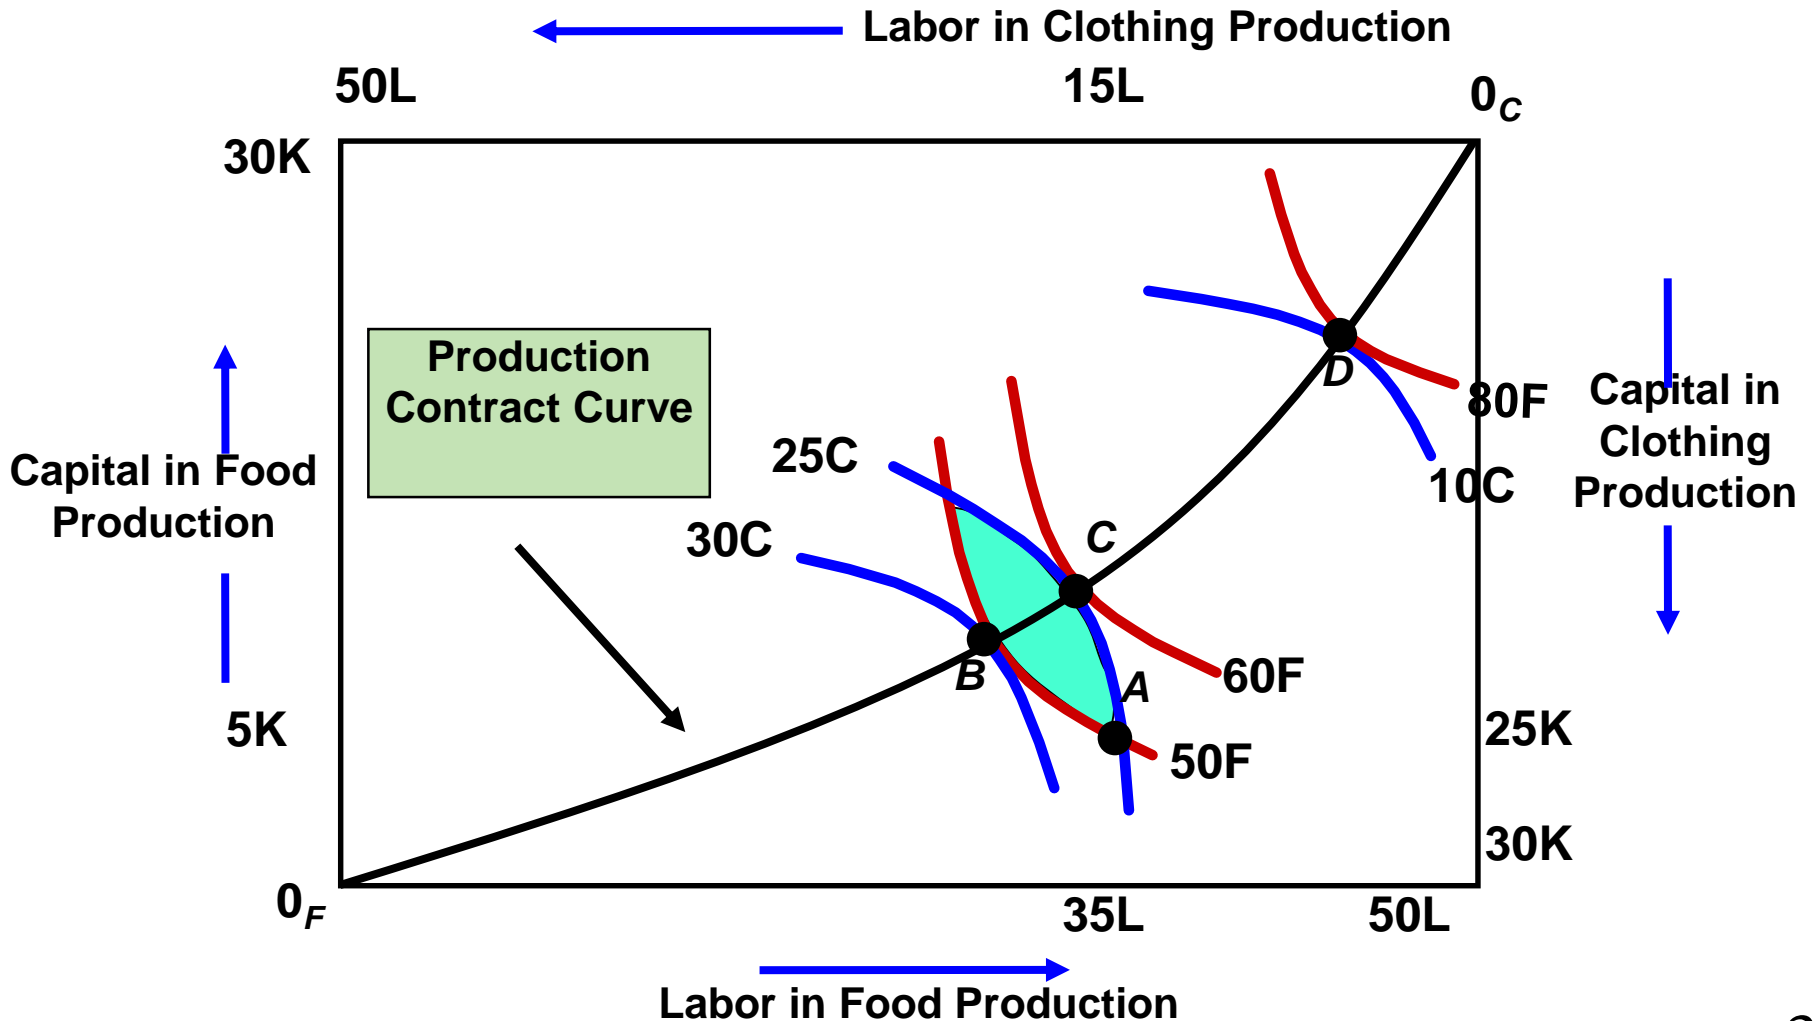 Labor in Clothing Production
50L
15L
0C
30K
Production
Contract Curve
D
80F
Capital in
Clothing
Production
25C
10C
Capital in Food
Production
30C
C
B
A
60F
5K
25K
50F
30K
0F
35L
50L
Labor in Food Production